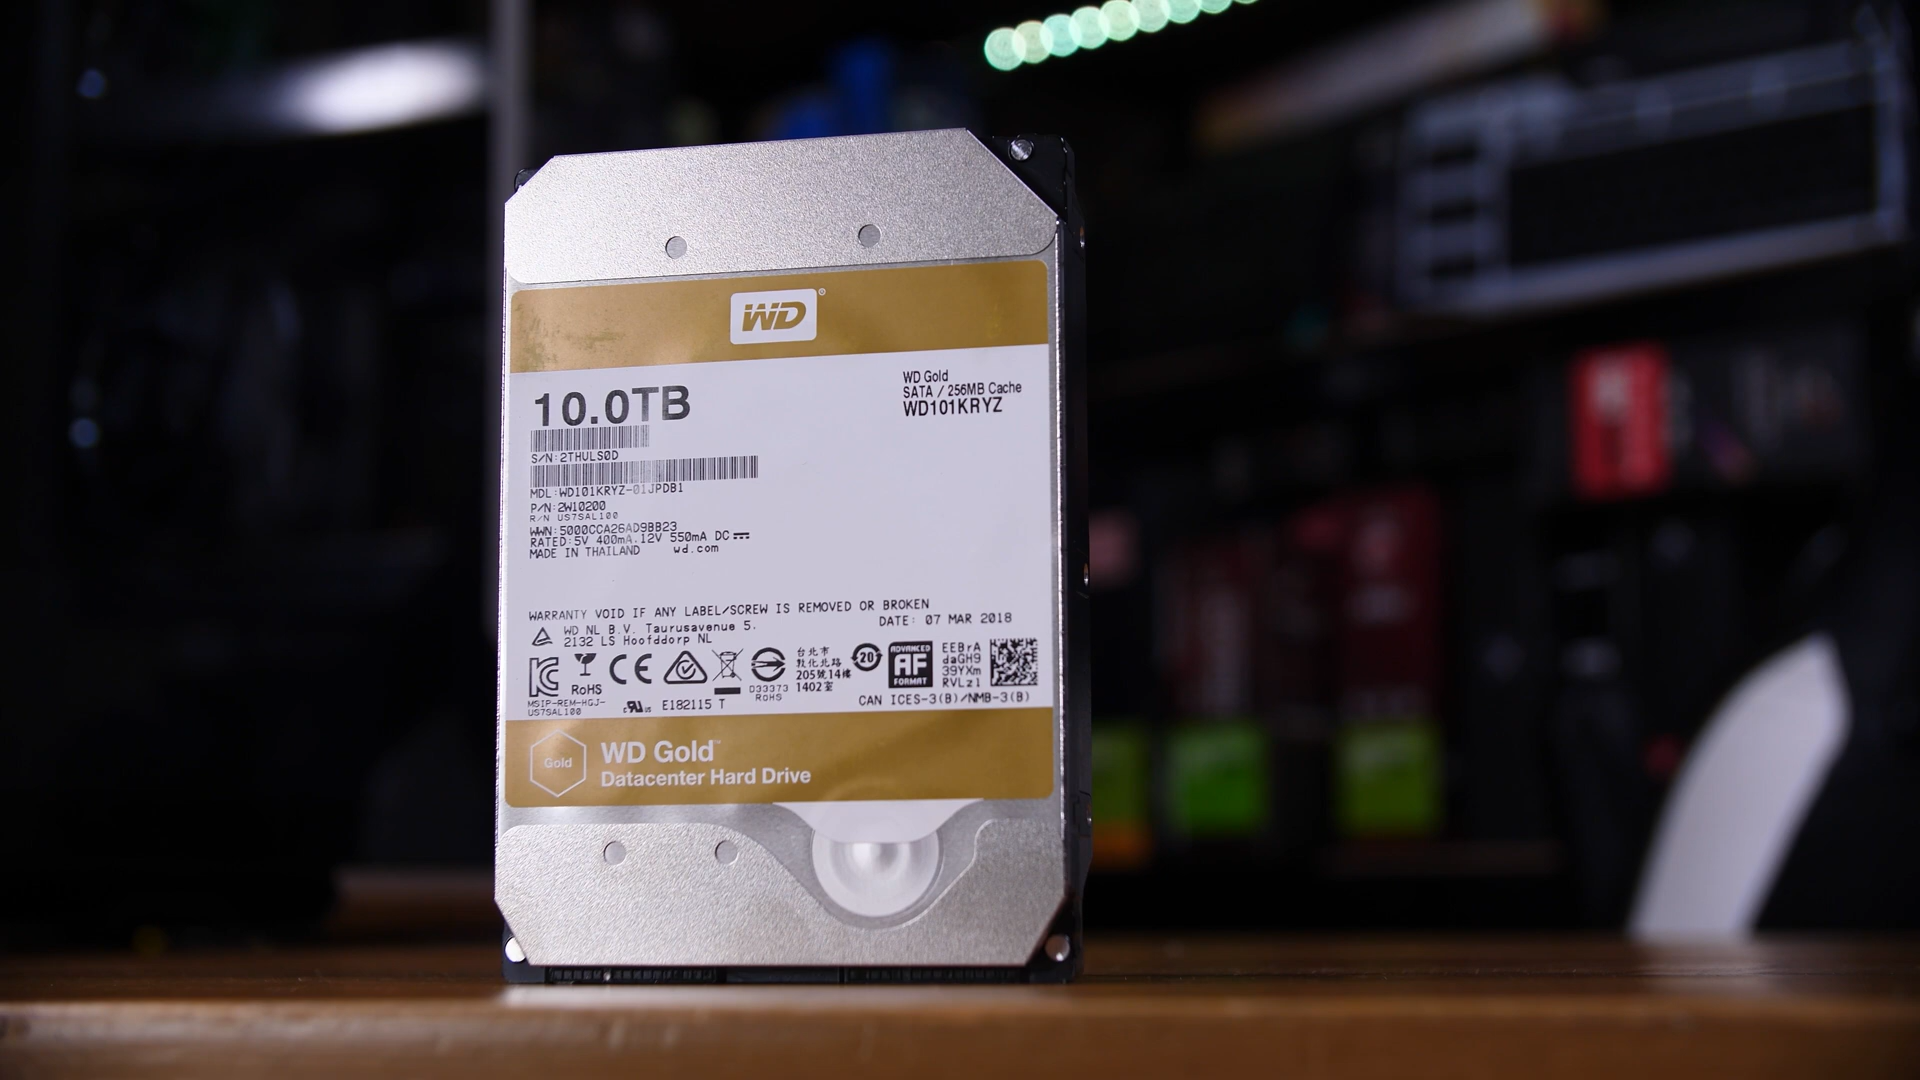 WD®
10.0TB
WD Gold
SATA / 256MB Cache
WD101KRYZ
S/N:2THULS0D
MDL:WD101KRYZ-01JPDB1
P/N:2W10200
R/N US7SAL100
WWN:5000CCA26AD9BB23
RATED:5V 400mA.12V 550mA DC
MADE IN THAILAND wd.com
WARRANTY VOID IF ANY LABEL/SCREW IS REMOVED OR BROKEN
DATE: 07 MAR 2018
WD NL B.V. Taurusavenue 5.
2132 LS Hoofddorp NL
RoHS
CE
D33373
RoHS
台北市
敦化北路
205號14樓
1402室
20
ADVANCED
AF
FORMAT
EEBrA
daGH9
39YXm
RVLz1
MSIP-REM-HGJ-
US7SAL100
c RU us E182115 T
CAN ICES-3(B)/NMB-3(B)
Gold
WD Gold™
Datacenter Hard Drive